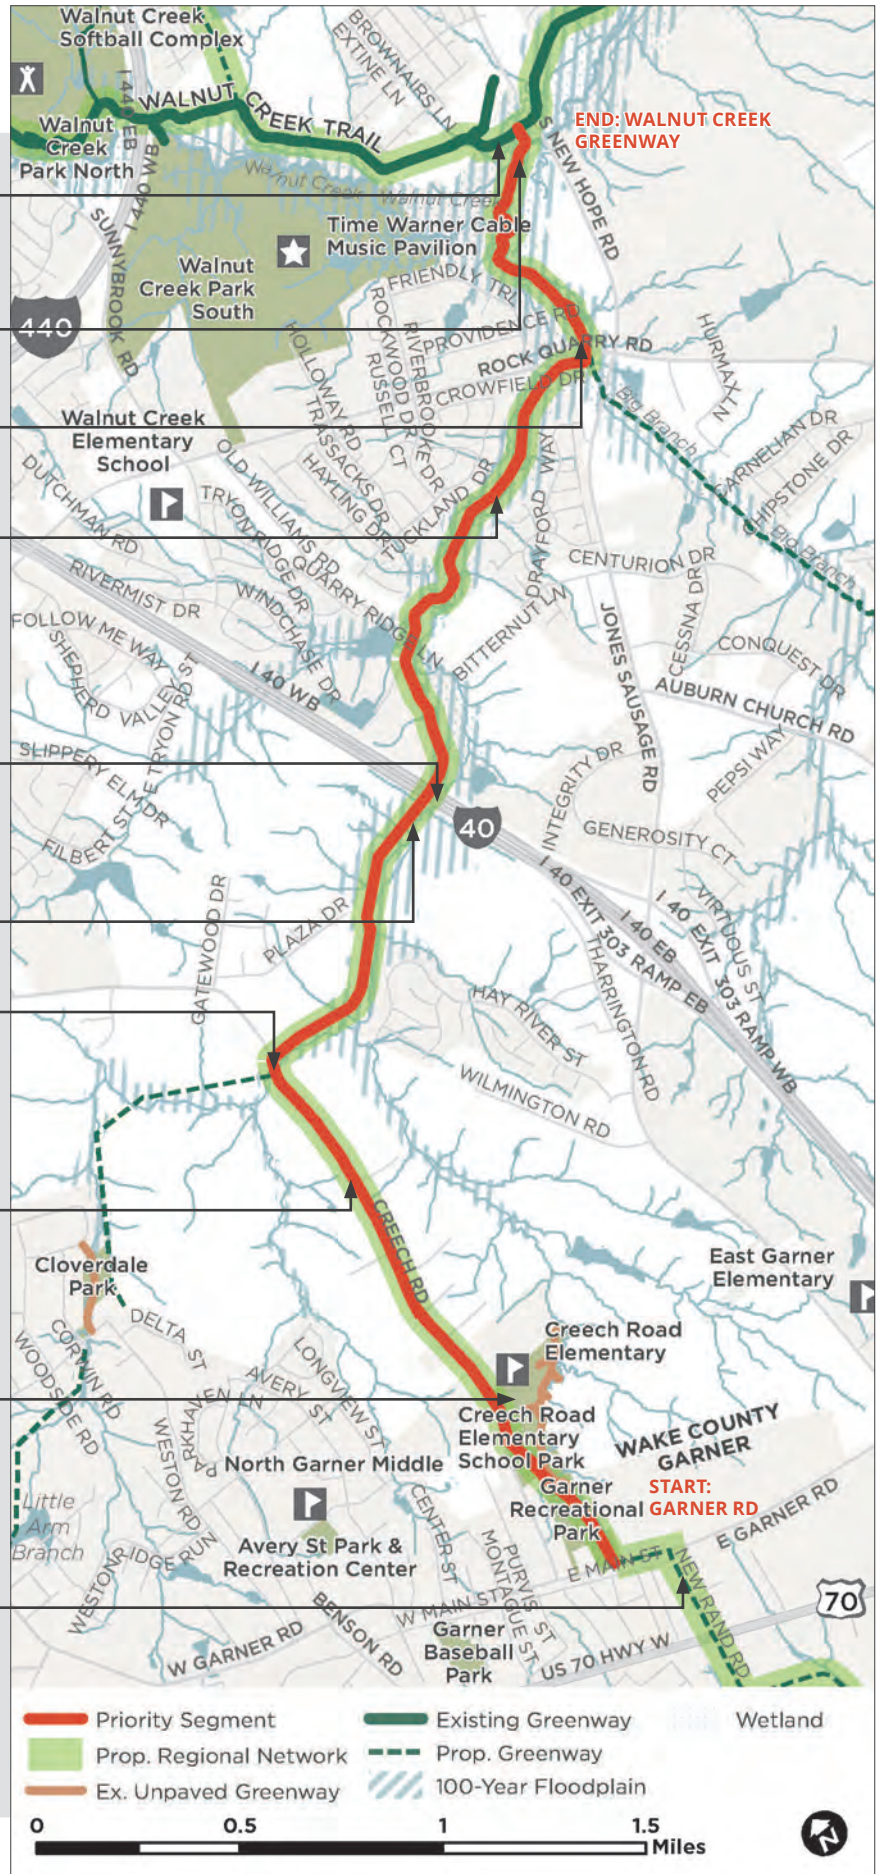 Walnut Creek
Softball Complex
BROWNAIRS LN
EXTINE LN
I 440 EB
I 440 WB
WALNUT CREEK TRAIL
END: WALNUT CREEK
GREENWAY
Walnut
Creek
Park North
Walnut Creek
Walnut Creek
S NEW HOPE RD
SUNNYBROOK RD
Time Warner Cable
Music Pavilion
Walnut
Creek Park
South
FRIENDLY TRL
440
PROVIDENCE RD
ROCK QUARRY RD
CROWFIELD DR
HOLLOWAY RD
ROCKWOOD DR
RUSSELL CT
RIVERBROOKE DR
HURMAX LN
Big Branch
Walnut Creek
Elementary
School
TRASSACKS DR
HAYLING DR
TUCKLAND DR
CARNELIAN DR
CHIPSTONE DR
OLD WILLIAMS RD
DUTCHMAN RD
TRYON RIDGE DR
DRAYFORD WAY
Big Branch
CENTURION DR
RIVERMIST DR
WINDCHASE DR
QUARRY RIDGE LN
BITTERNUT LN
CESSNA DR
FOLLOW ME WAY
SHEPHERD VALLEY ST
E TRYON RD
I 40 WB
JONES SAUSAGE RD
CONQUEST DR
AUBURN CHURCH RD
SLIPPERY ELM DR
FILBERT ST
INTEGRITY DR
PEPSI WAY
40
GENEROSITY CT
I 40 EXIT 303 RAMP EB
I 40 EB
I 40 EXIT 303 RAMP WB
VIRTUOUS ST
GATEWOOD DR
PLAZA DR
THARRINGTON RD
HAY RIVER ST
WILMINGTON RD
CREECH RD
East Garner
Elementary
Cloverdale
Park
DELTA ST
CORWIN RD
WOODSIDE RD
LONGVIEW ST
AVERY ST
PARKHAVEN LN
Creech Road
Elementary
Creech Road
Elementary
School Park
WAKE COUNTY
GARNER
WESTON RD
North Garner Middle
Garner
Recreational
Park
START:
GARNER RD
Little
Arm
Branch
CENTER ST
E GARNER RD
Avery St Park &
Recreation Center
WESTON RIDGE RUN
PURVIS ST
MONTAGUE ST
E MAIN ST
NEW RAND RD
W MAIN ST
70
BENSON RD
W GARNER RD
Garner
Baseball
Park
US 70 HWY W
Priority Segment
Existing Greenway
Wetland
Prop. Regional Network
Prop. Greenway
Ex. Unpaved Greenway
100-Year Floodplain
0 0.5 1 1.5
Miles
N